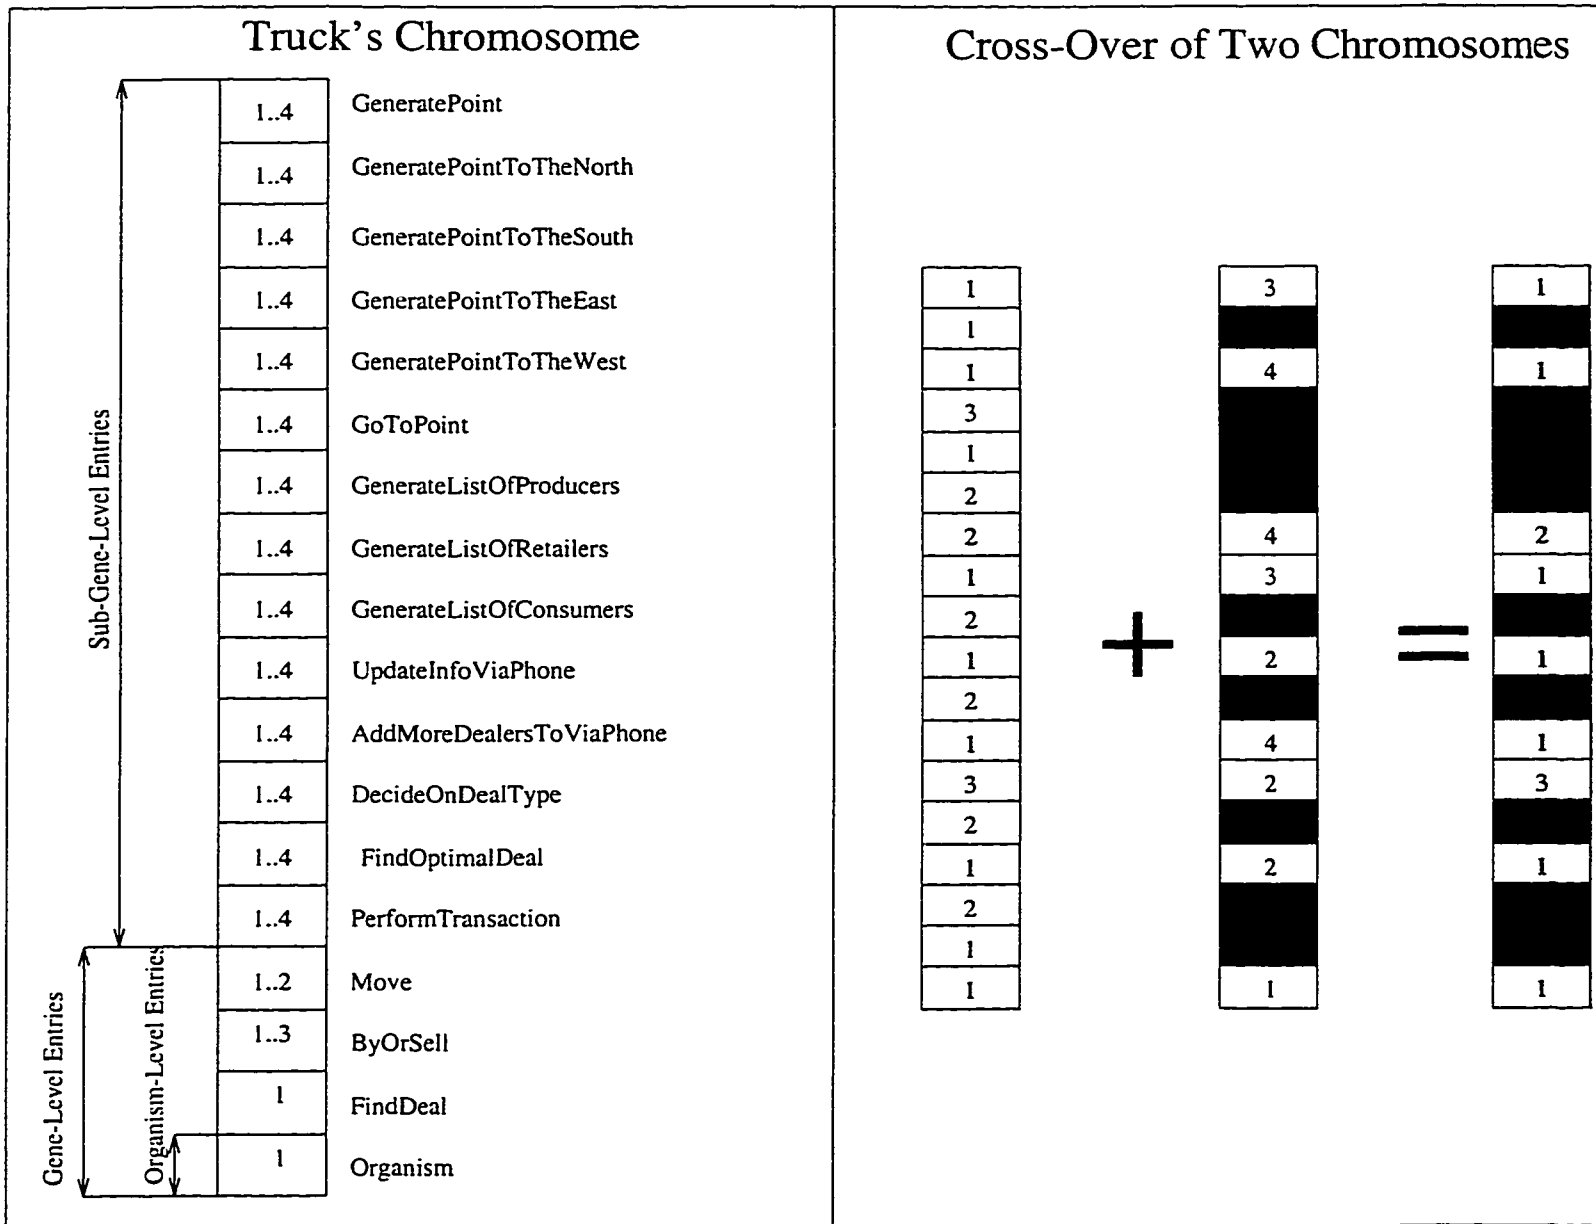 Truck's Chromosome
1..4 GeneratePoint
1..4 GeneratePointToTheNorth
1..4 GeneratePointToTheSouth
1..4 GeneratePointToTheEast
1..4 GeneratePointToTheWest
1..4 GoToPoint
1..4 GenerateListOfProducers
1..4 GenerateListOfRetailers
1..4 GenerateListOfConsumers
1..4 UpdateInfoViaPhone
1..4 AddMoreDealersToViaPhone
1..4 DecideOnDealType
1..4 FindOptimalDeal
1..4 PerformTransaction
1..2 Move
1..3 ByOrSell
1 FindDeal
1 Organism
Sub-Gene-Level Entries
Gene-Level Entries
Organism-Level Entries
Cross-Over of Two Chromosomes
1 3 1
1
1 4 1
3
1
2
2 4 2
1 3 1
2
1 + 2 = 1
2
1 4 1
3 2 3
2
1 2 1
2
1
1 1 1